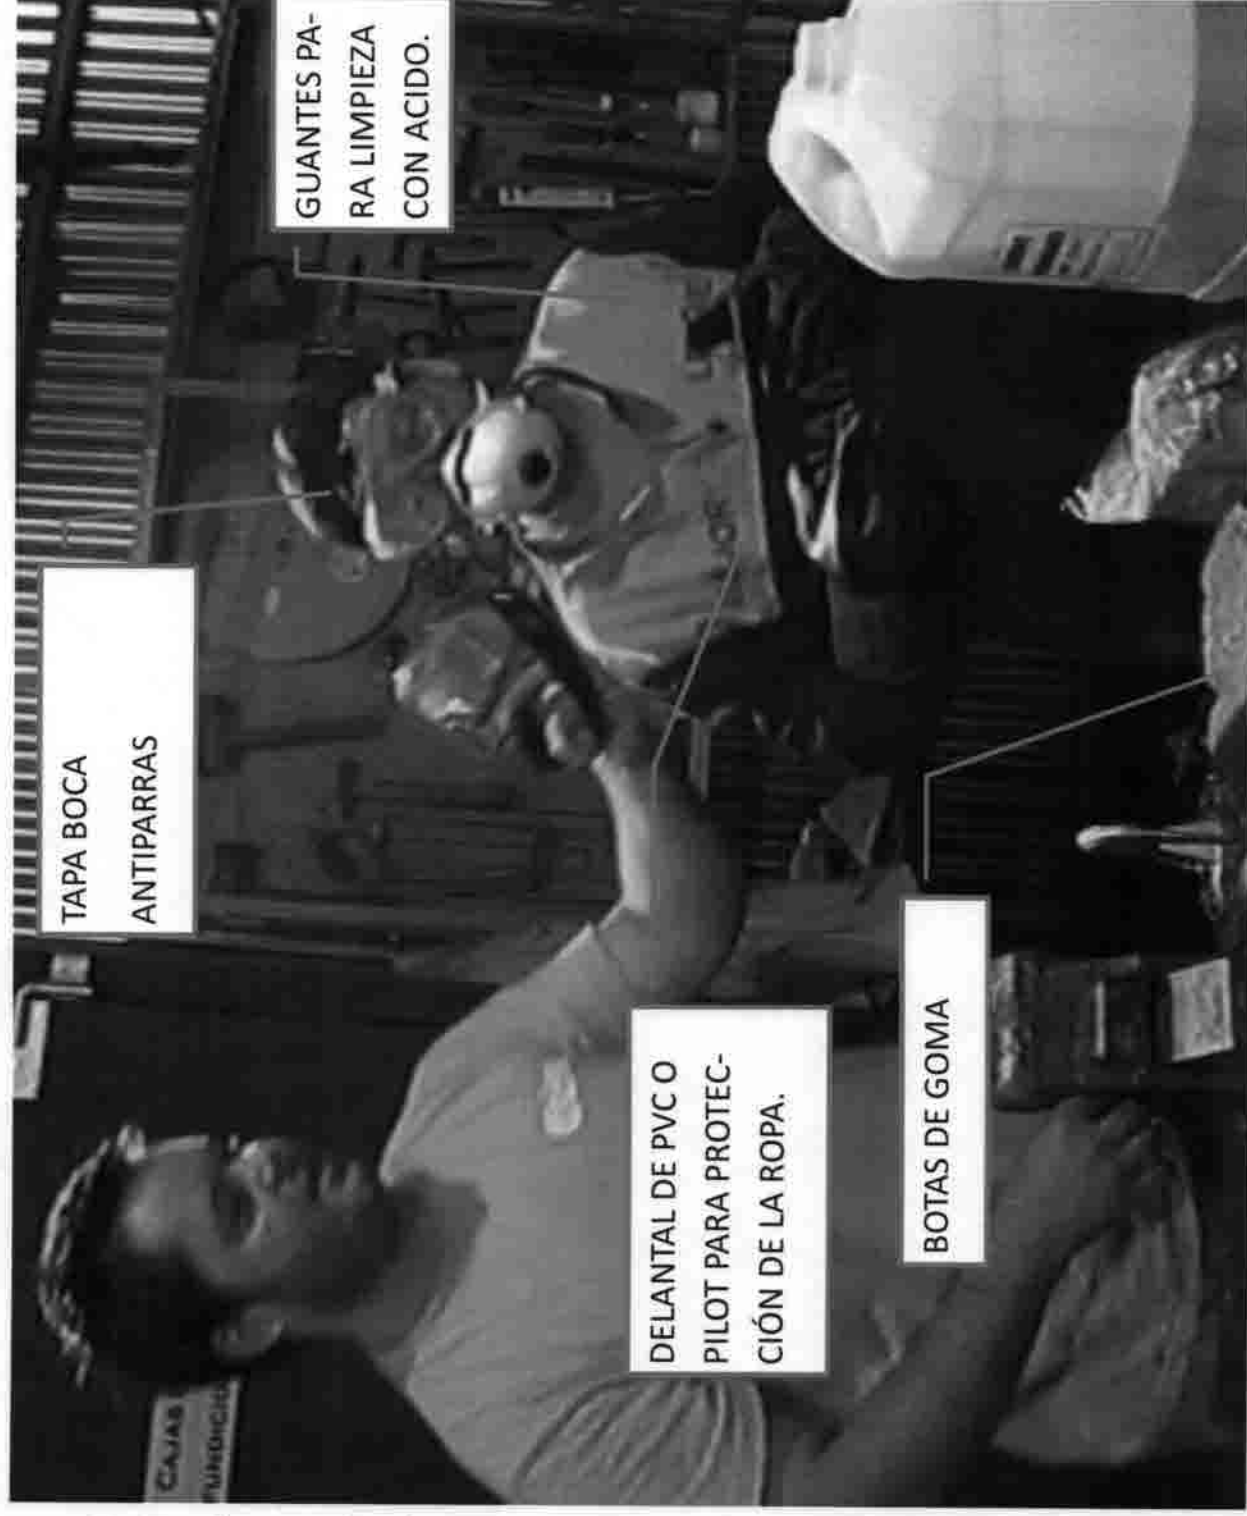 TAPA BOCA
ANTIPARRAS
GUANTES PA-
RA LIMPIEZA
CON ACIDO.
DELANTAL DE PVC O
PILOT PARA PROTEC-
CIÓN DE LA ROPA.
BOTAS DE GOMA
CAJAS